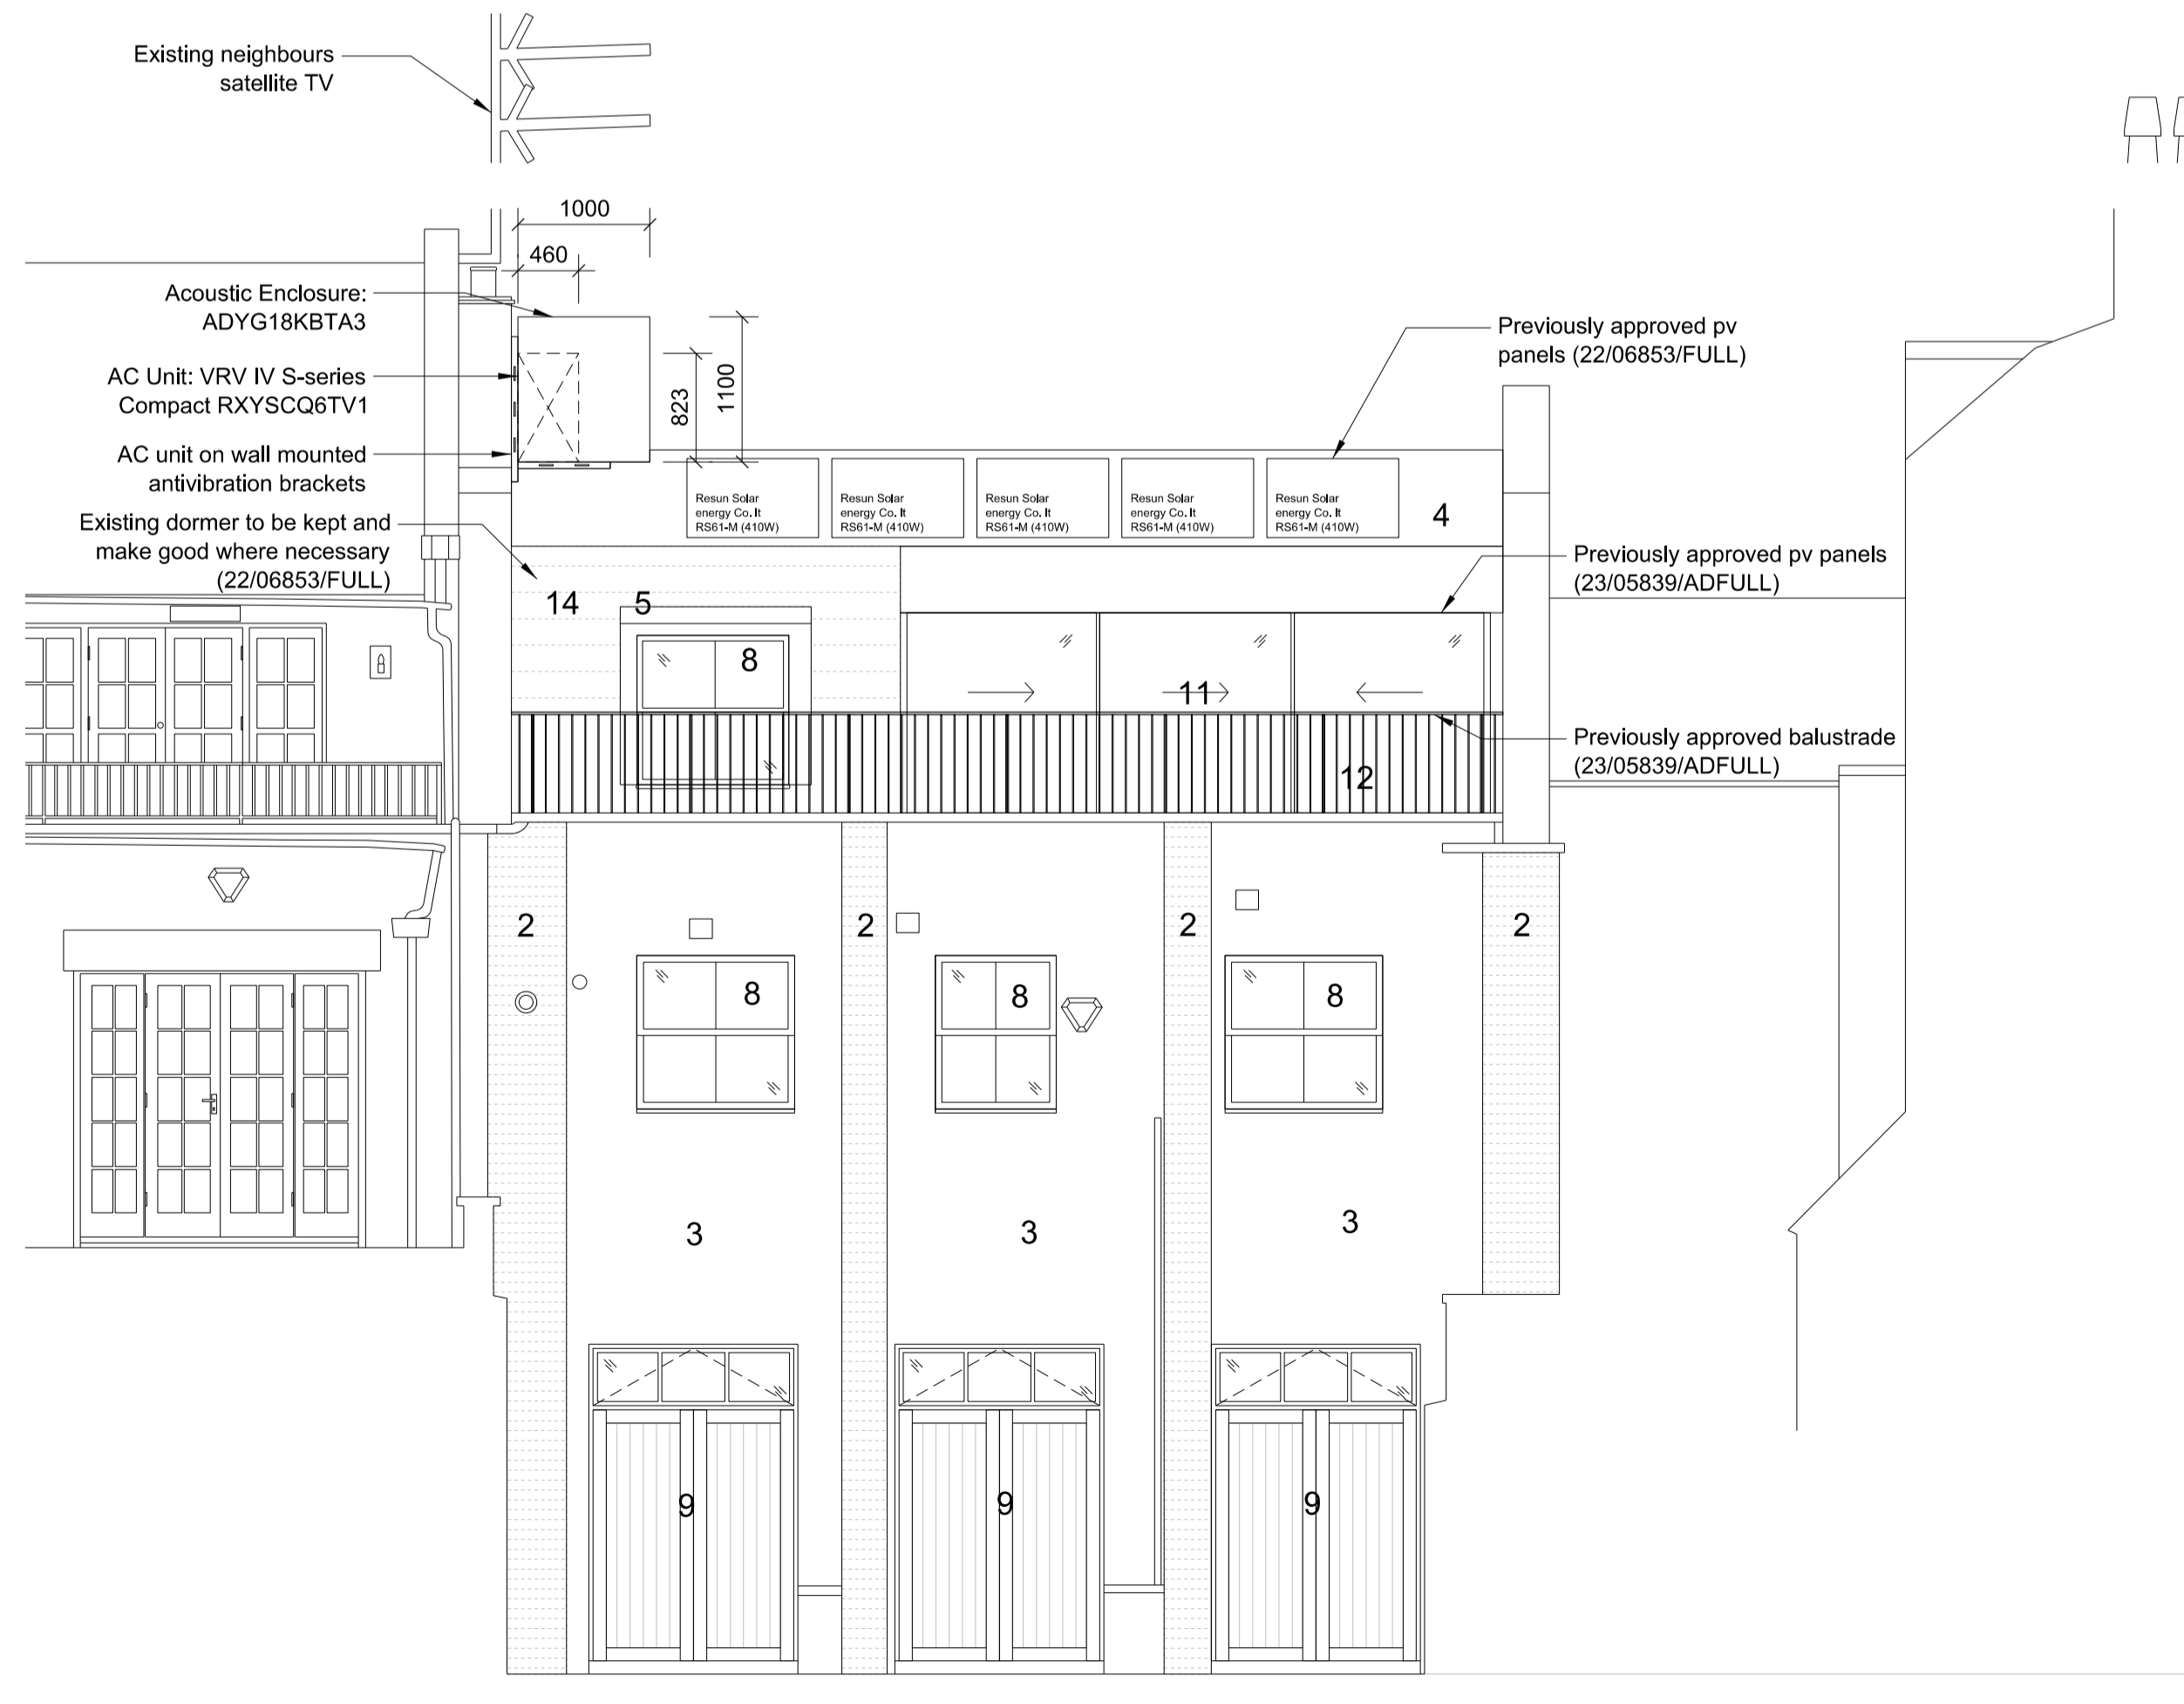 Existing neighbours
satellite TV
1000
460
Acoustic Enclosure:
ADYG18KBTA3
AC Unit: VRV IV S-series
Compact RXYSCQ6TV1
AC unit on wall mounted
antivibration brackets
Existing dormer to be kept and
make good where necessary
(22/06853/FULL)
823
1100
Previously approved pv
panels (22/06853/FULL)
Resun Solar
energy Co. lt
RS61-M (410W)
Resun Solar
energy Co. lt
RS61-M (410W)
Resun Solar
energy Co. lt
RS61-M (410W)
Resun Solar
energy Co. lt
RS61-M (410W)
Resun Solar
energy Co. lt
RS61-M (410W)
4
Previously approved pv panels
(23/05839/ADFULL)
14
5
8
11
Previously approved balustrade
(23/05839/ADFULL)
12
2
2
2
2
8
8
8
3
3
3
9
9
9